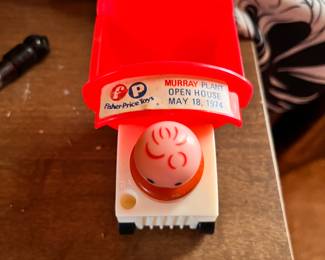 fp
Fisher-Price Toys
MURRAY PLANT
OPEN HOUSE
MAY 18, 1974